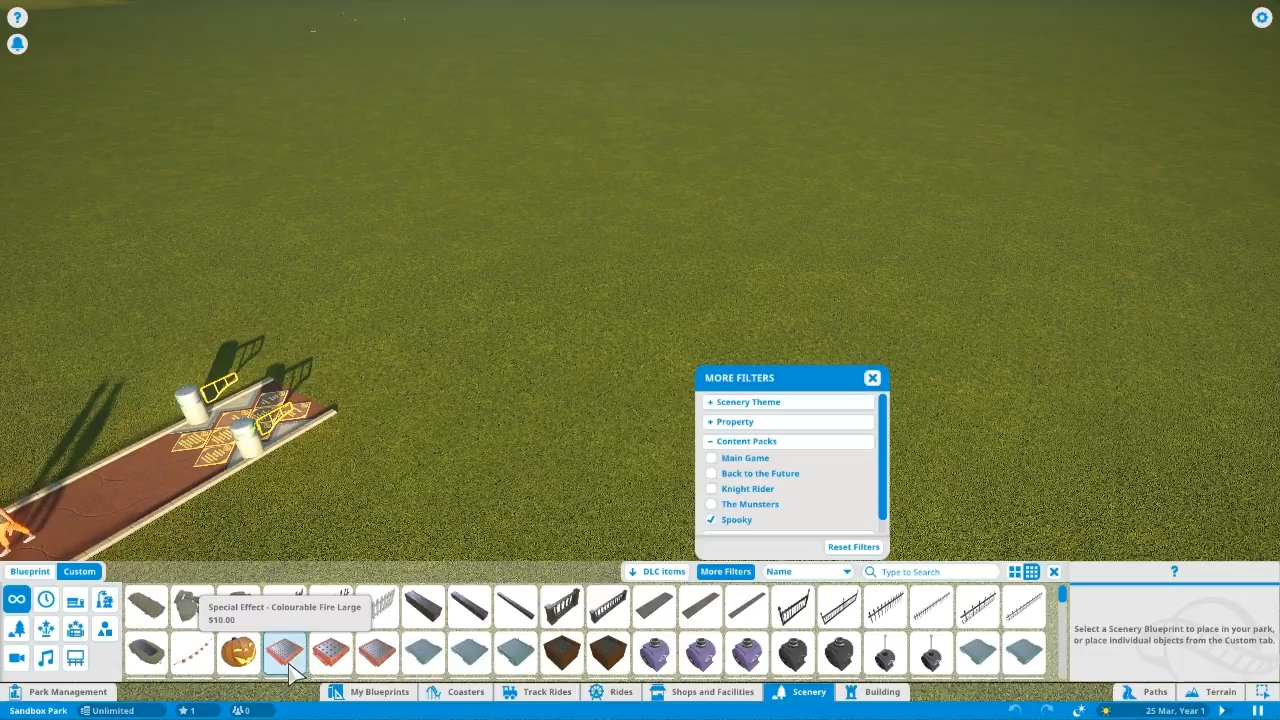 ?
MORE FILTERS
+ Scenery Theme
+ Property
− Content Packs
Main Game
Back to the Future
Knight Rider
The Munsters
Spooky
Reset Filters
Blueprint
Custom
DLC items
More Filters
Name
Type to Search
?
Special Effect - Colourable Fire Large
$10.00
Select a Scenery Blueprint to place in your park,
or place individual objects from the Custom tab.
Park Management
My Blueprints
Coasters
Track Rides
Rides
Shops and Facilities
Scenery
Building
Paths
Terrain
Sandbox Park
Unlimited
1
0
25 Mar, Year 1